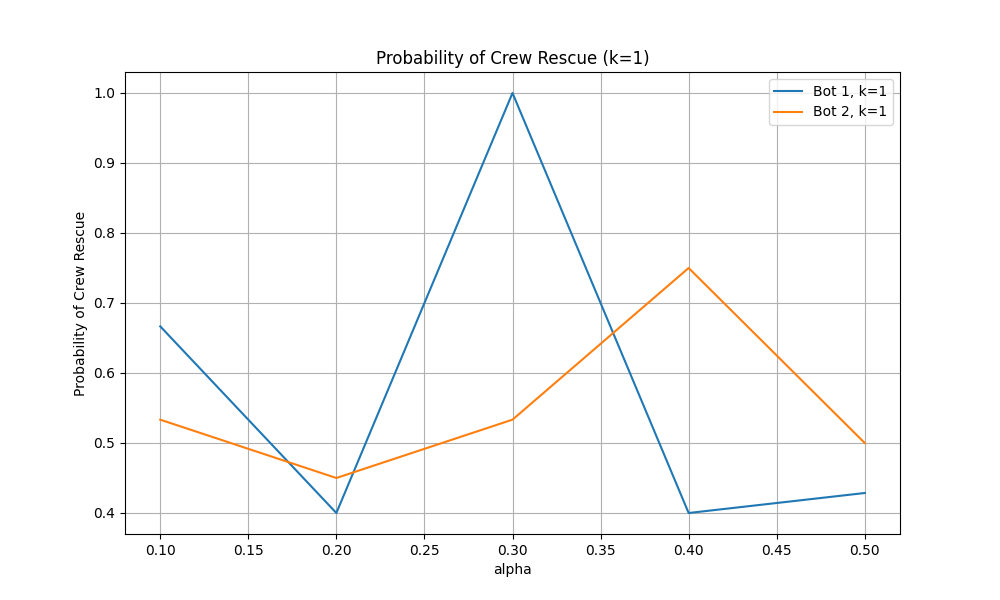 Probability of Crew Rescue (k=1)
Bot 1, k=1
Bot 2, k=1
Probability of Crew Rescue
1.0
0.9
0.8
0.7
0.6
0.5
0.4
0.10 0.15 0.20 0.25 0.30 0.35 0.40 0.45 0.50
alpha